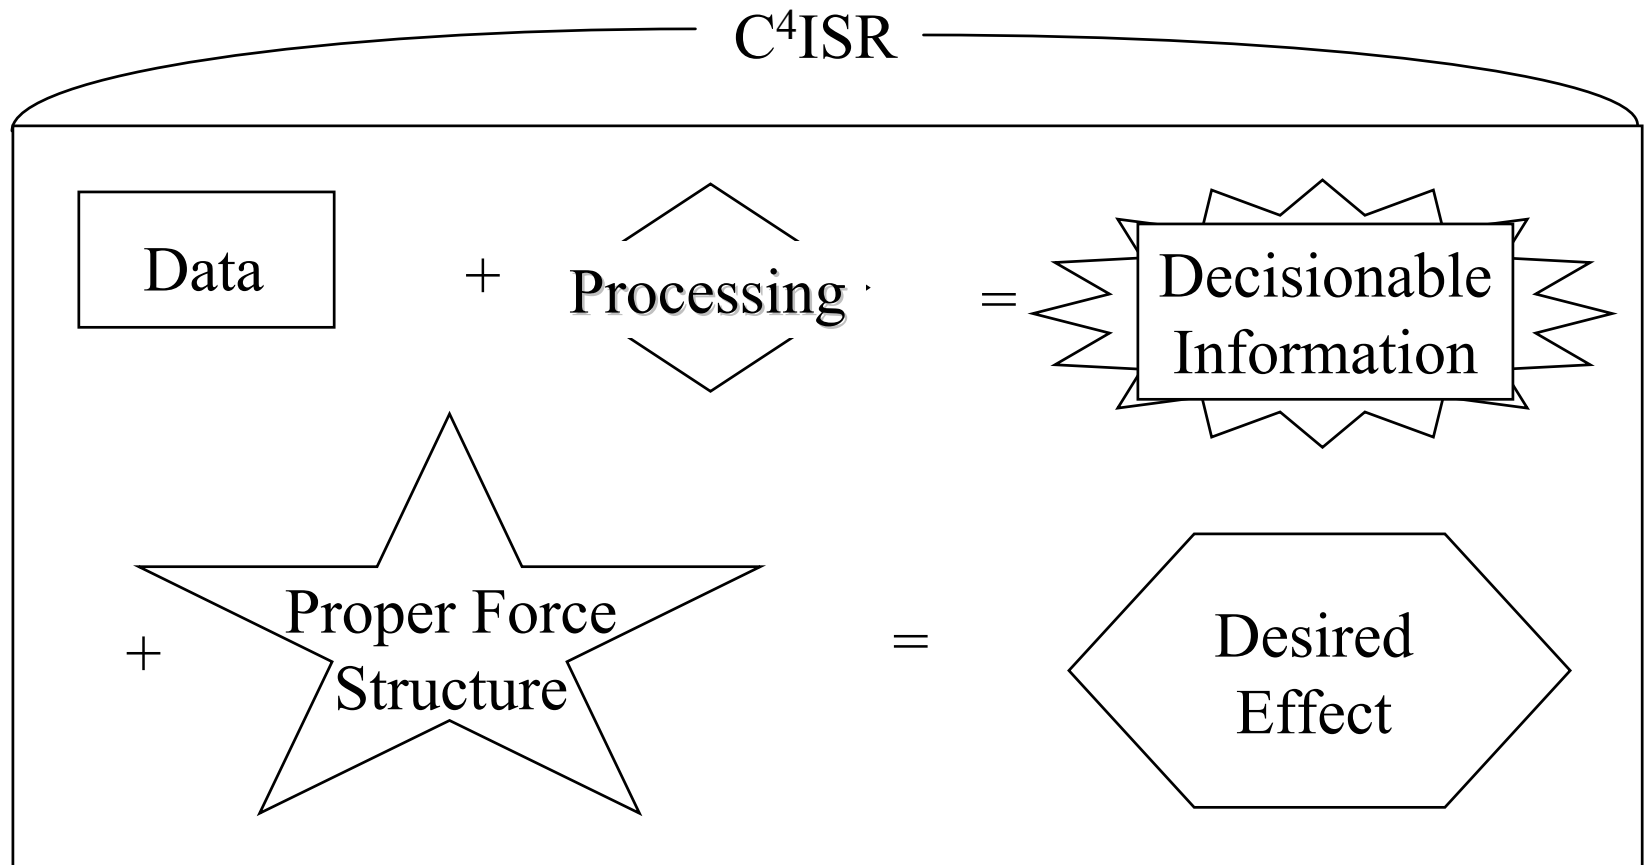 C⁴ISR
Data + Processing = Decisionable
Information
+ Proper Force
Structure = Desired
Effect